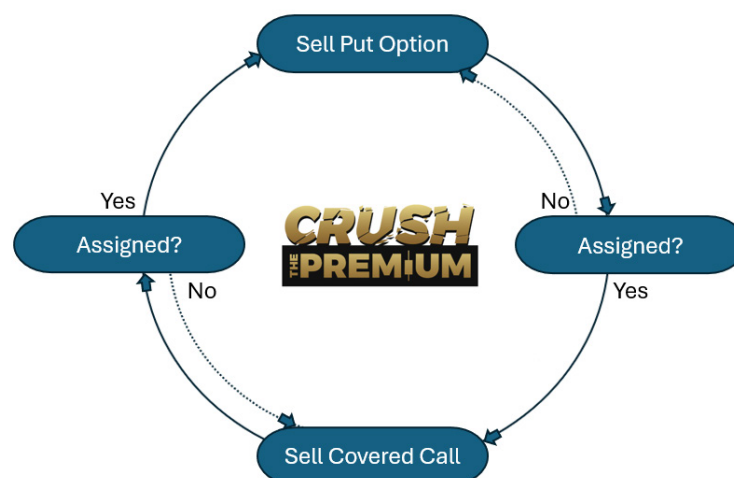 Sell Put Option
Yes
No
Assigned?
CRUSH
THE PREMIUM
Assigned?
No
Yes
Sell Covered Call